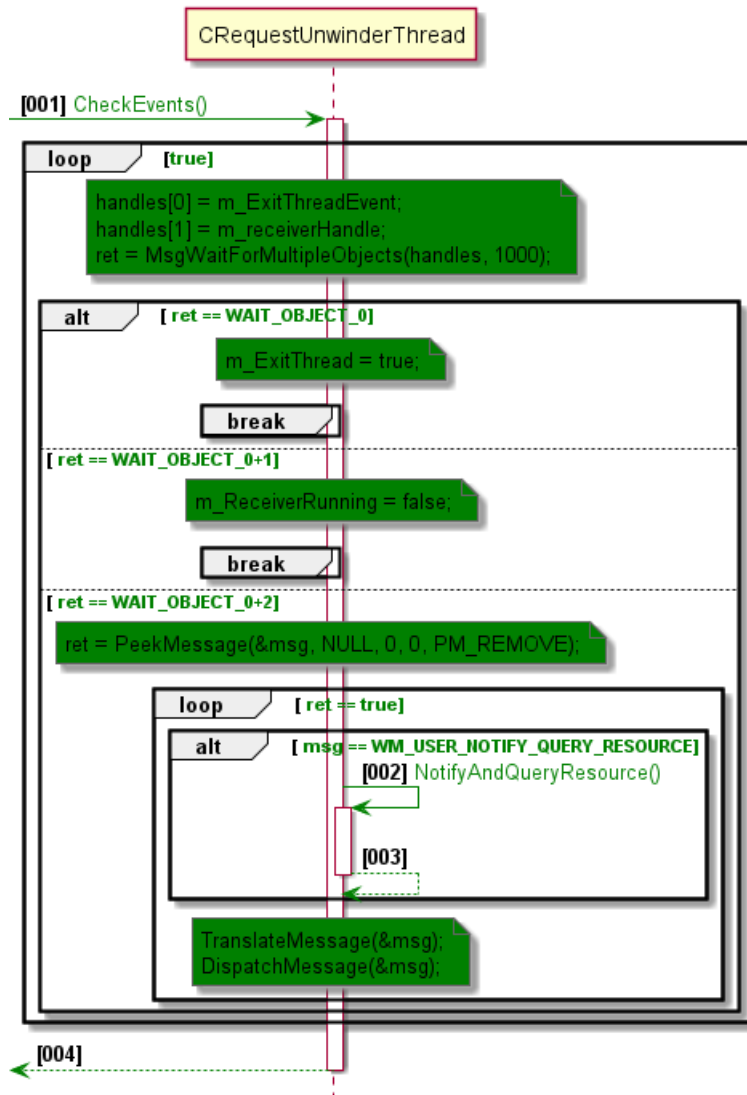 CRequestUnwinderThread
[001] CheckEvents()
loop [true]
handles[0] = m_ExitThreadEvent;
handles[1] = m_receiverHandle;
ret = MsgWaitForMultipleObjects(handles, 1000);
alt [ ret == WAIT_OBJECT_0]
m_ExitThread = true;
break
[ ret == WAIT_OBJECT_0+1]
m_ReceiverRunning = false;
break
[ ret == WAIT_OBJECT_0+2]
ret = PeekMessage(&msg, NULL, 0, 0, PM_REMOVE);
loop [ ret == true]
alt [ msg == WM_USER_NOTIFY_QUERY_RESOURCE]
[002] NotifyAndQueryResource()
[003]
TranslateMessage(&msg);
DispatchMessage(&msg);
[004]